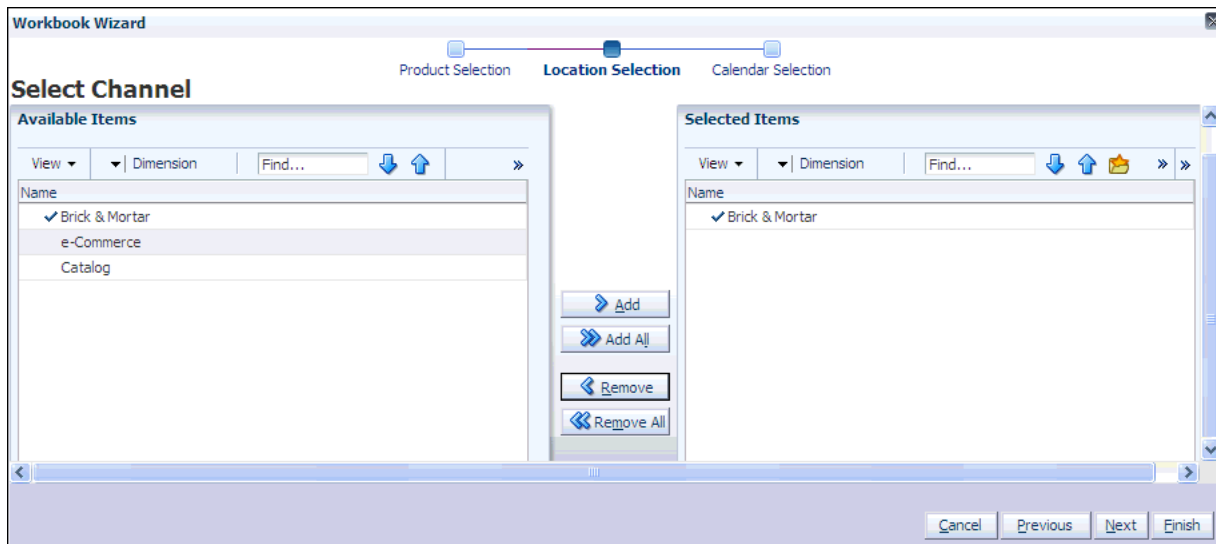 Workbook Wizard
Product Selection Location Selection Calendar Selection
Select Channel
Available Items
View Dimension Find... »
Name
Brick & Mortar
e-Commerce
Catalog
Add
Add All
Remove
Remove All
Selected Items
View Dimension Find... » »
Name
Brick & Mortar
Cancel Previous Next Finish